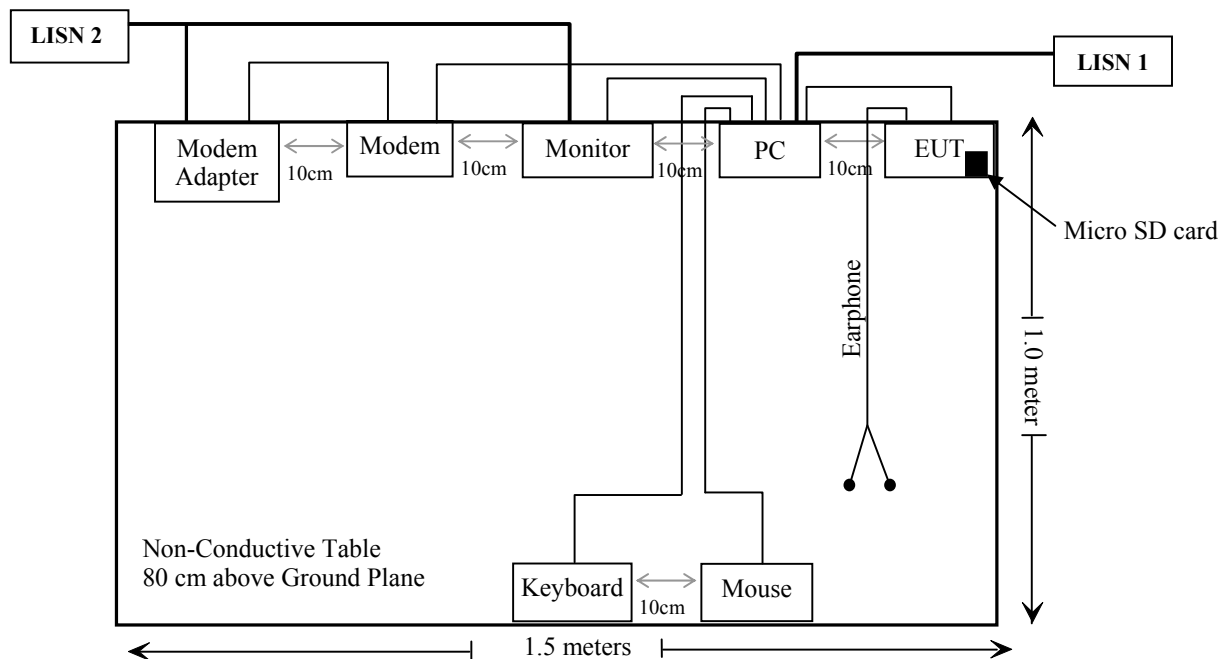 LISN 2
LISN 1
Modem
Adapter
Modem
Monitor
PC
EUT
10cm
10cm
10cm
10cm
Micro SD card
Earphone
1.0 meter
Non-Conductive Table
80 cm above Ground Plane
Keyboard
Mouse
10cm
1.5 meters